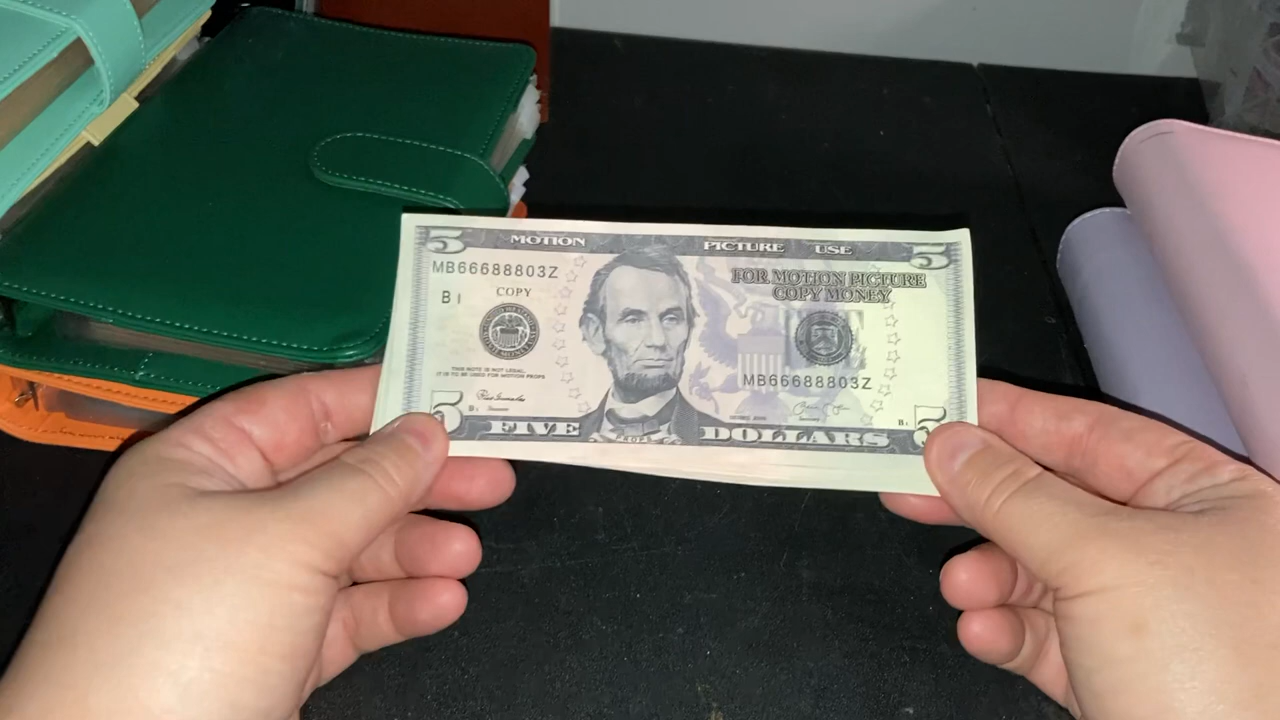 5 MOTION PICTURE USE 5
MB66688803Z
FOR MOTION PICTURE
COPY MONEY
B1
COPY
THIS NOTE IS NOT LEGAL.
IT IS TO BE USED FOR MOTION PROPS
MB66688803Z
5 FIVE PROPS DOLLARS 5